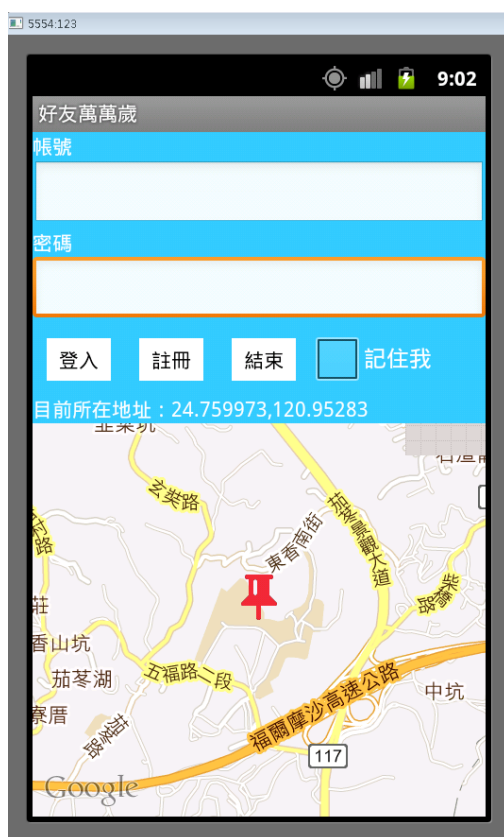 5554:123
9:02
好友萬萬歲
帳號
密碼
登入 註冊 結束 記住我
目前所在地址：24.759973,120.95283
玄奘路
茄苳景觀大道
東香南街
柴橋路
香山坑
茄苳湖
五福路二段
中坑
福爾摩沙高速公路
117
Google